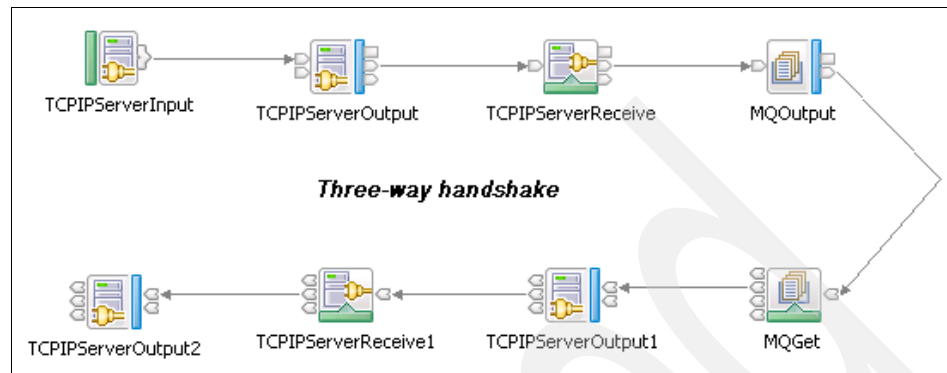 TCPIPServerInput
TCPIPServerOutput
TCPIPServerReceive
MQOutput
Three-way handshake
TCPIPServerOutput2
TCPIPServerReceive1
TCPIPServerOutput1
MQGet